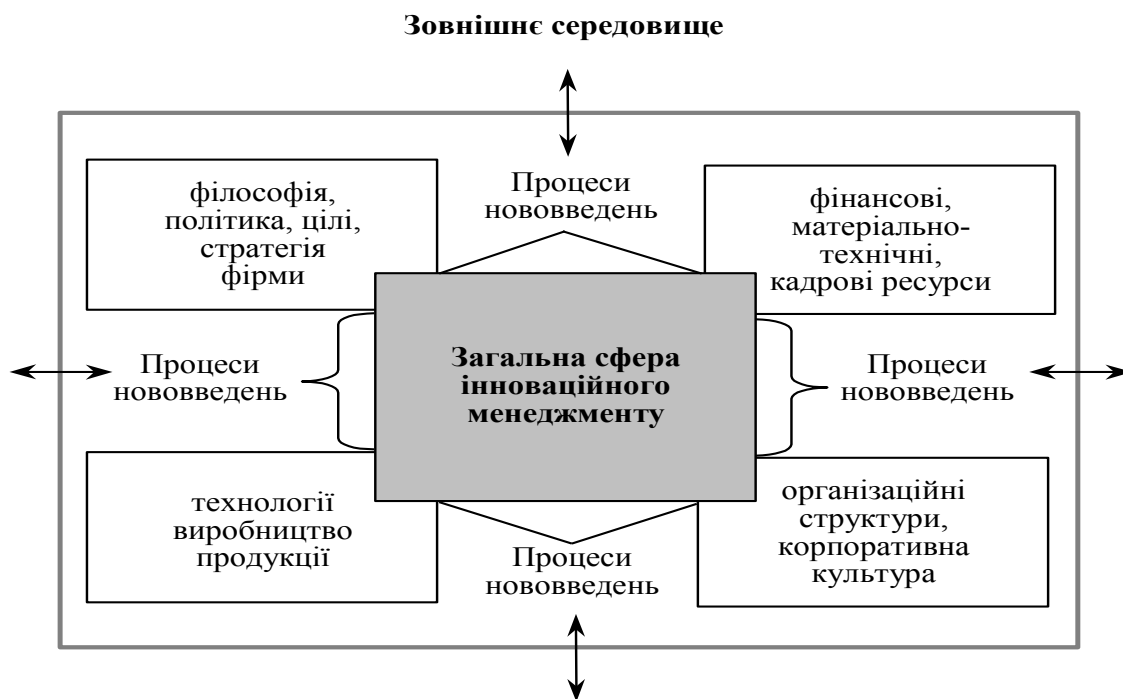 Зовнішнє середовище
філософія,
політика, цілі,
стратегія
фірми
Процеси
нововведень
фінансові,
матеріально-
технічні,
кадрові ресурси
Процеси
нововведень
Загальна сфера
інноваційного
менеджменту
Процеси
нововведень
технології
виробництво
продукції
Процеси
нововведень
організаційні
структури,
корпоративна
культура